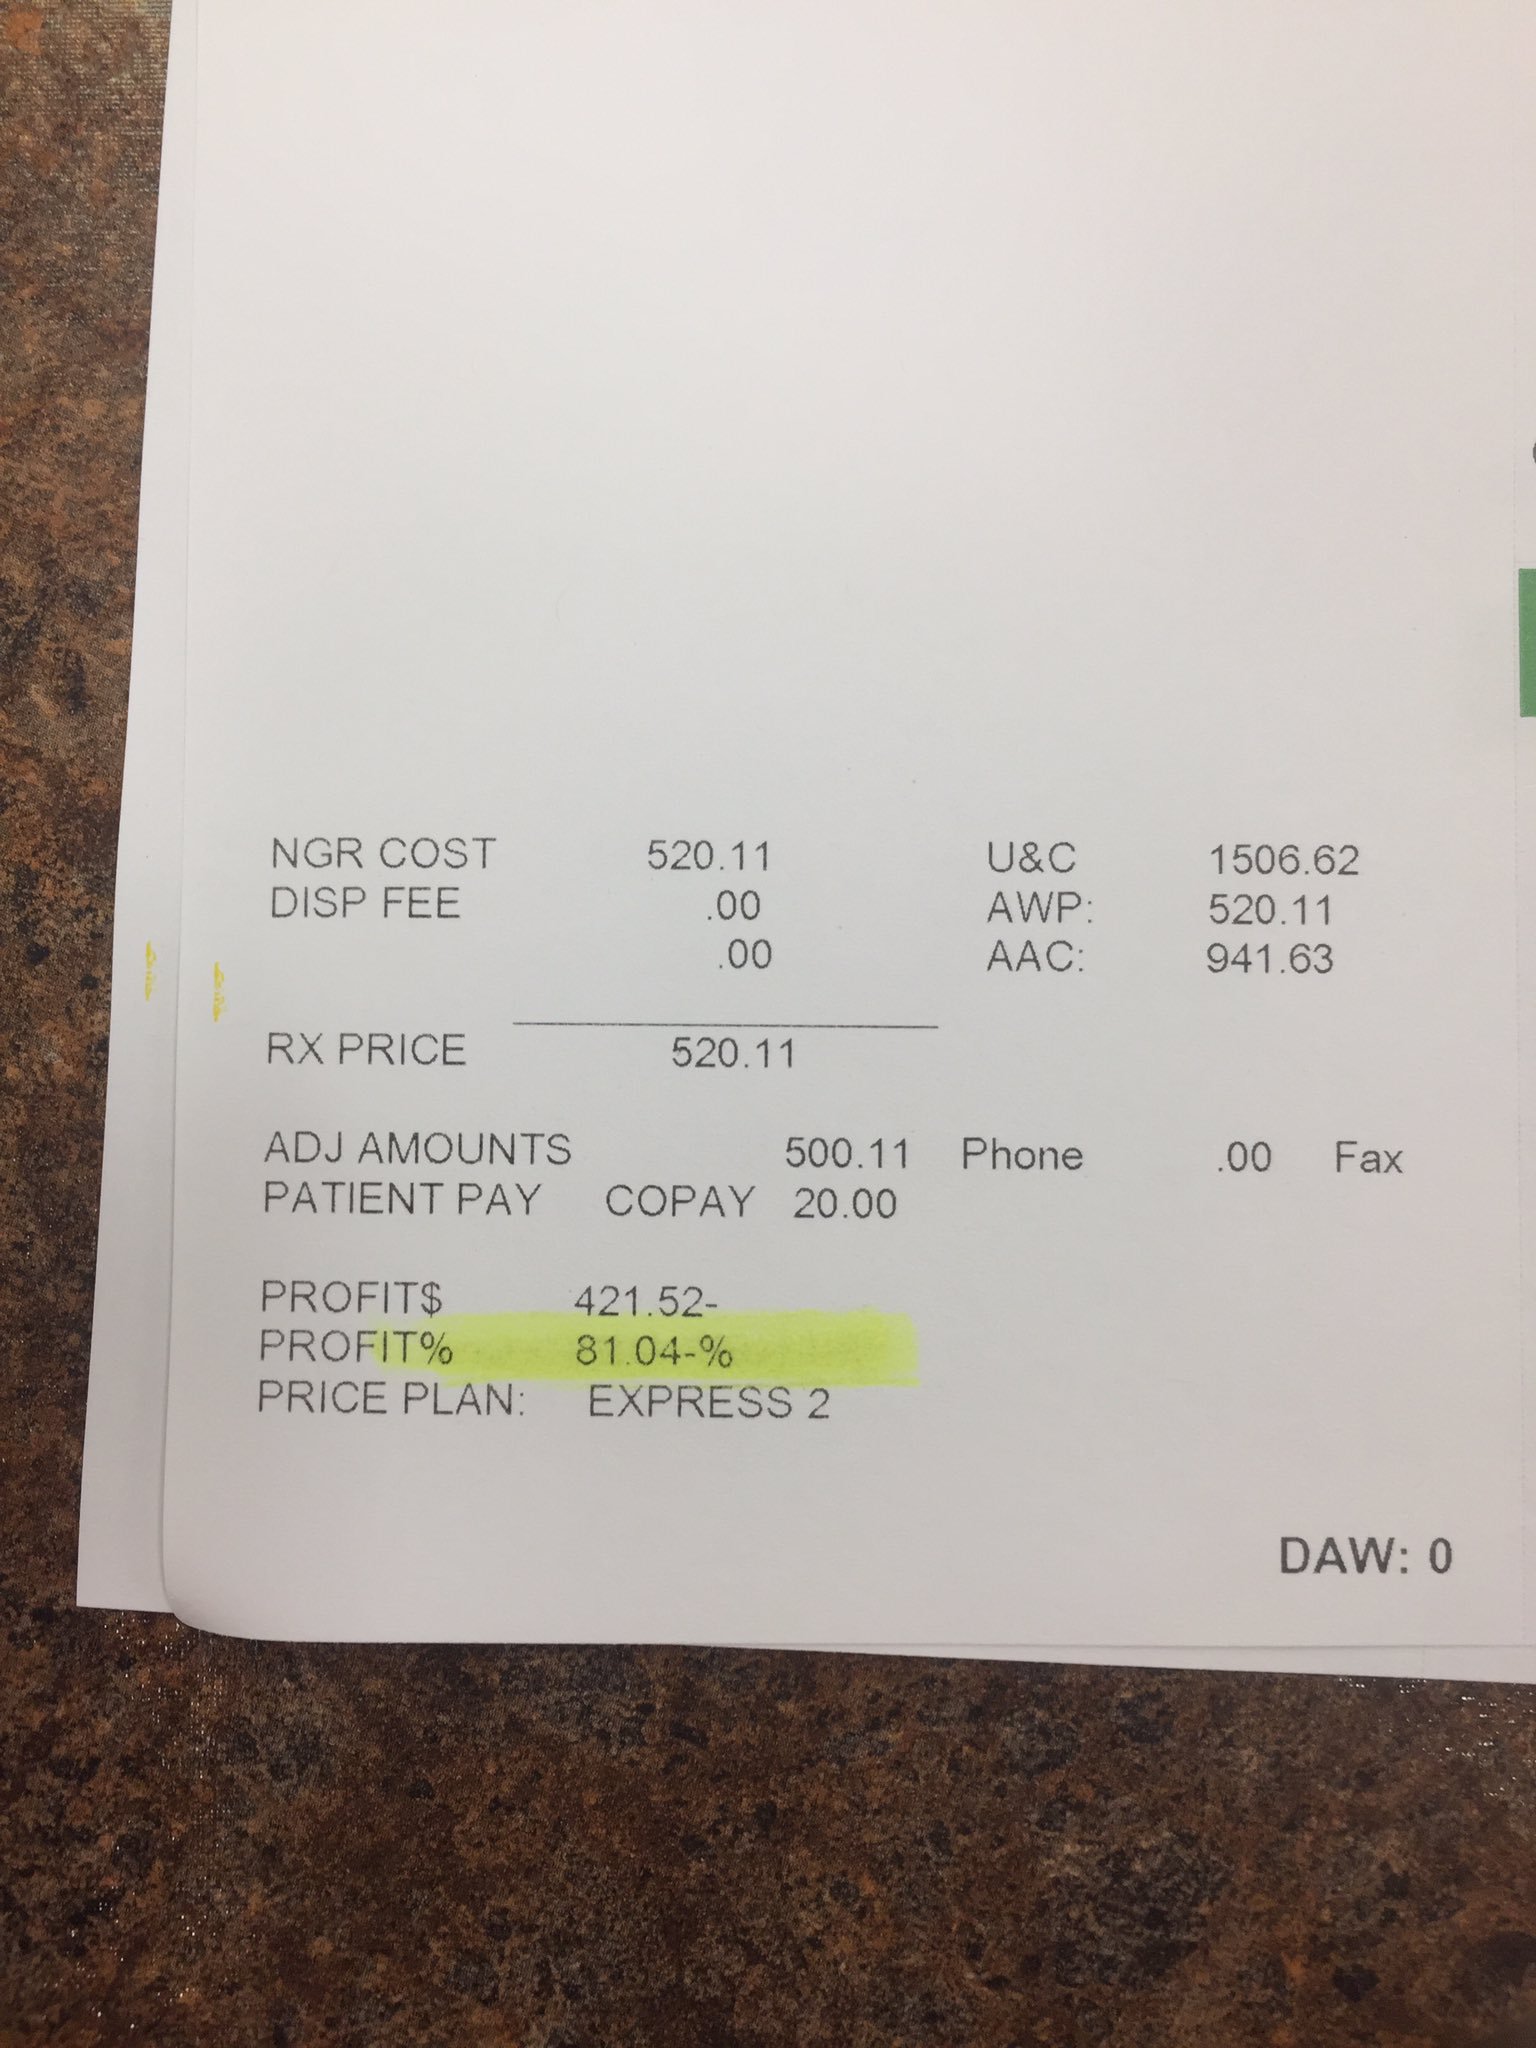 NGR COST 520.11 U&C 1506.62
DISP FEE .00 AWP: 520.11
.00 AAC: 941.63
RX PRICE 520.11
ADJ AMOUNTS 500.11 Phone .00 Fax
PATIENT PAY COPAY 20.00
PROFIT$ 421.52-
PROFIT% 81.04-%
PRICE PLAN: EXPRESS 2
DAW: 0